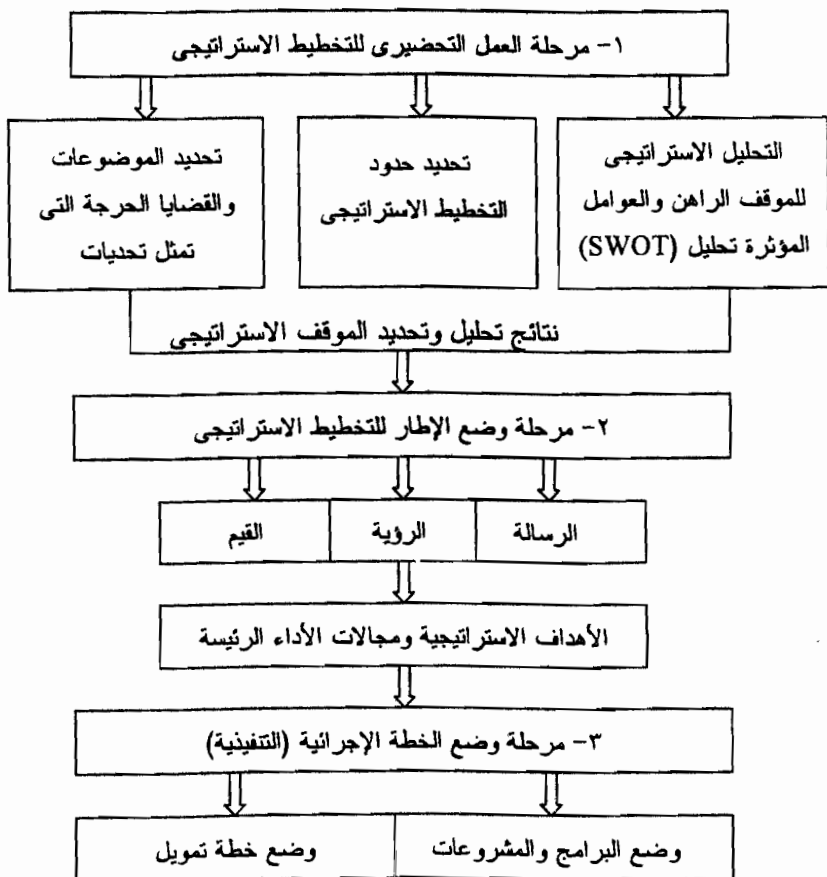 ١- مرحلة العمل التحضيرى للتخطيط الاستراتيجى
التحليل الاستراتيجى
للموقف الراهن والعوامل
المؤثرة تحليل (SWOT)
تحديد حدود
التخطيط الاستراتيجى
تحديد الموضوعات
والقضايا الحرجة التى
تمثل تحديات
نتائج تحليل وتحديد الموقف الاستراتيجى
٢- مرحلة وضع الإطار للتخطيط الاستراتيجى
الرسالة
الرؤية
القيم
الأهداف الاستراتيجية ومجالات الأداء الرئيسة
٣- مرحلة وضع الخطة الإجرائية (التنفيذية)
وضع البرامج والمشروعات
وضع خطة تمويل